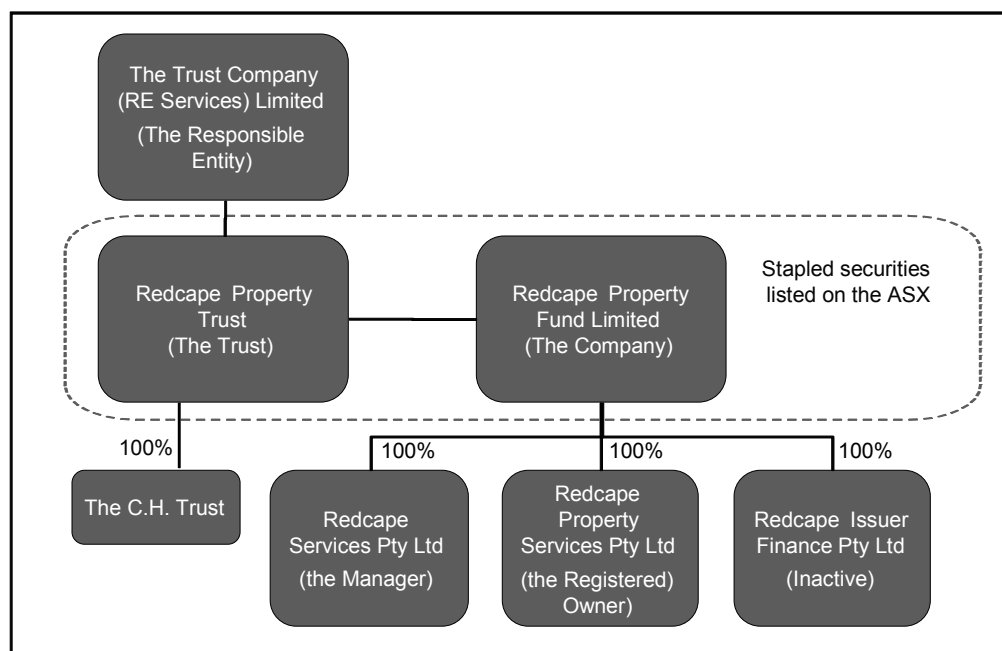 The Trust Company
(RE Services) Limited
(The Responsible
Entity)
Redcape Property
Trust
(The Trust)
Redcape Property
Fund Limited
(The Company)
Stapled securities
listed on the ASX
100%
100%
100%
100%
The C.H. Trust
Redcape
Services Pty Ltd
(the Manager)
Redcape
Property
Services Pty Ltd
(the Registered)
Owner)
Redcape Issuer
Finance Pty Ltd
(Inactive)